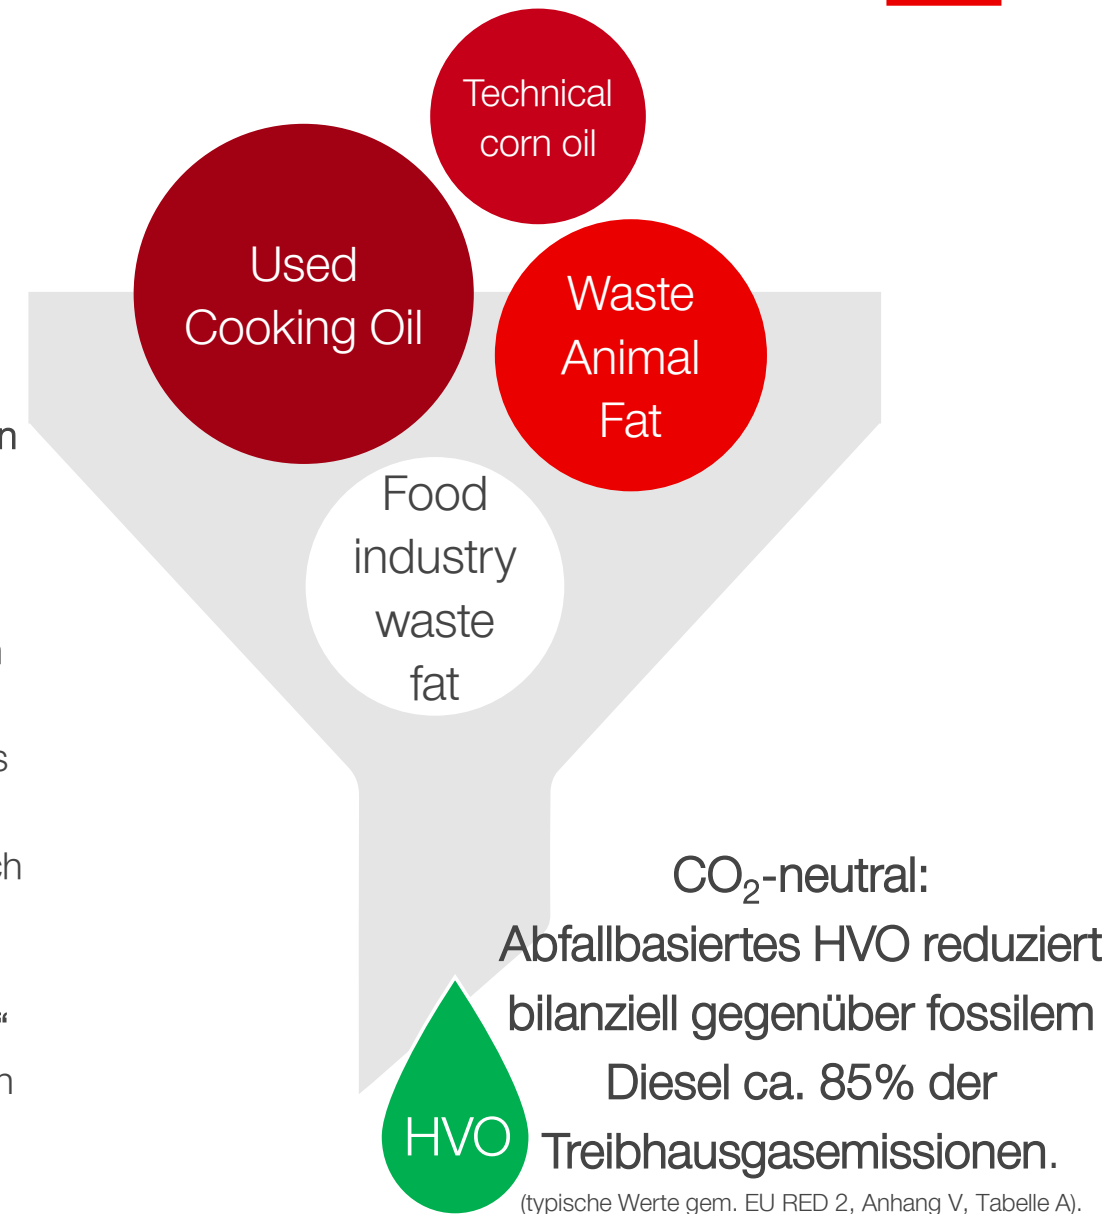 Technical
corn oil
Used
Cooking Oil
Waste
Animal
Fat
Food
industry
waste
fat
CO₂-neutral:
Abfallbasiertes HVO reduziert
bilanziell gegenüber fossilem
Diesel ca. 85% der
Treibhausgasemissionen.
(typische Werte gem. EU RED 2, Anhang V, Tabelle A).
HVO